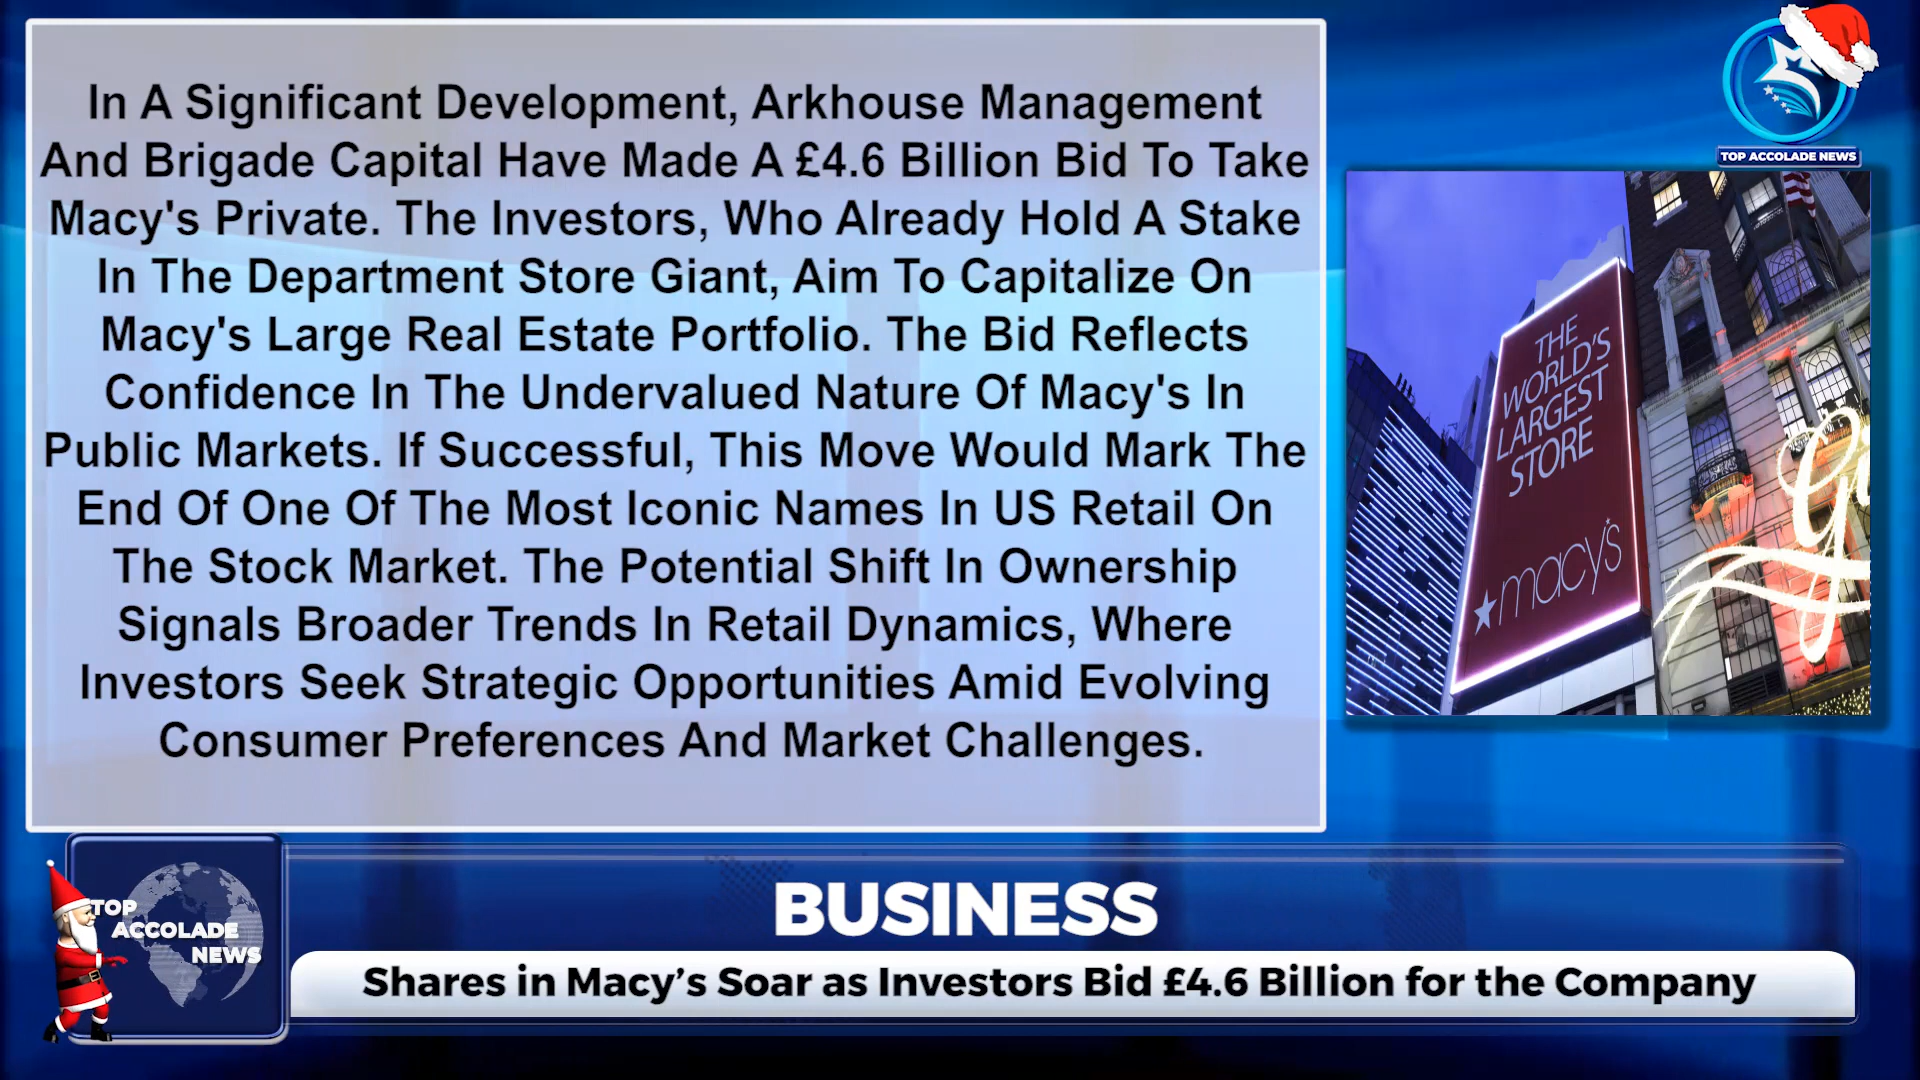 In A Significant Development, Arkhouse Management
And Brigade Capital Have Made A £4.6 Billion Bid To Take
Macy's Private. The Investors, Who Already Hold A Stake
In The Department Store Giant, Aim To Capitalize On
Macy's Large Real Estate Portfolio. The Bid Reflects
Confidence In The Undervalued Nature Of Macy's In
Public Markets. If Successful, This Move Would Mark The
End Of One Of The Most Iconic Names In US Retail On
The Stock Market. The Potential Shift In Ownership
Signals Broader Trends In Retail Dynamics, Where
Investors Seek Strategic Opportunities Amid Evolving
Consumer Preferences And Market Challenges.
TOP ACCOLADE NEWS
THE
WORLD'S
LARGEST
STORE
macy's
TOP
ACCOLADE
NEWS
BUSINESS
Shares in Macy’s Soar as Investors Bid £4.6 Billion for the Company